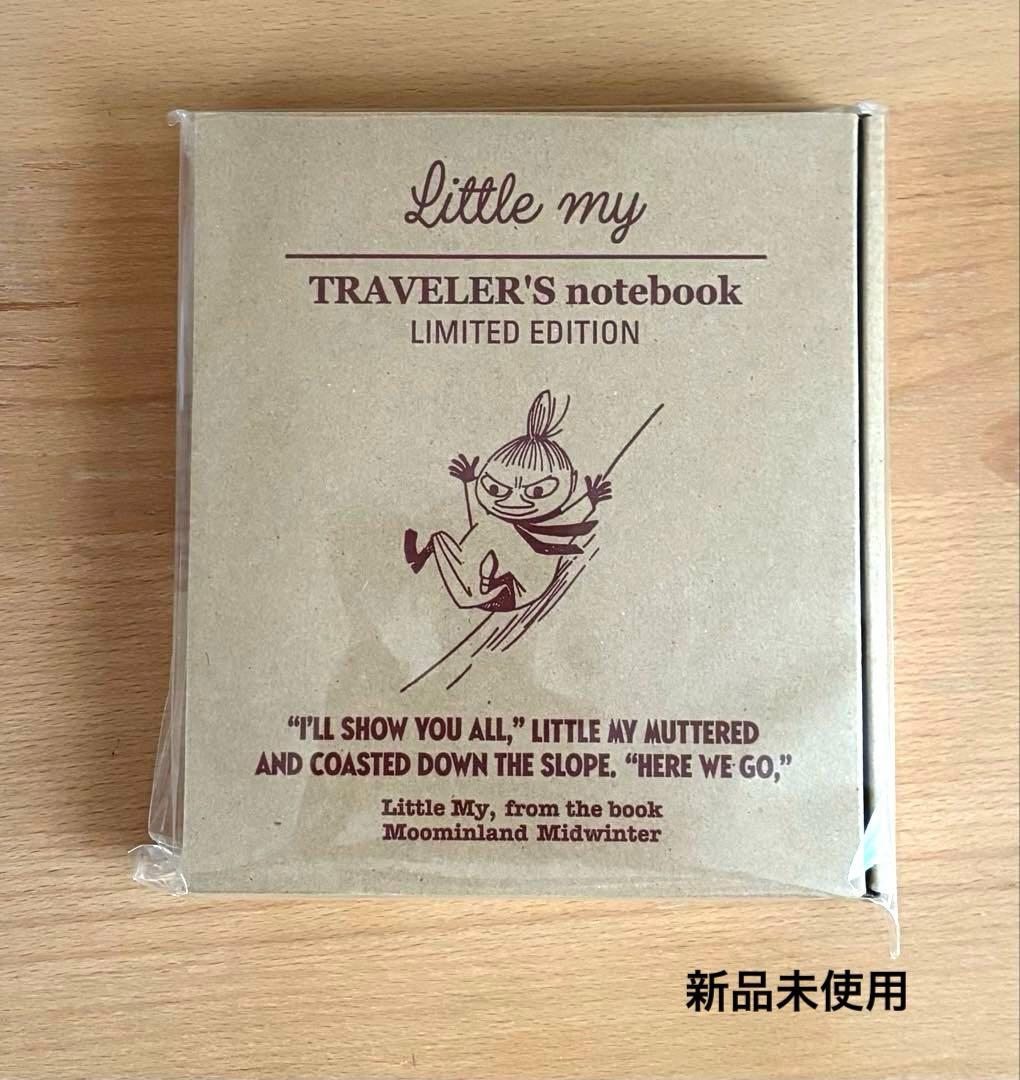 Little my
TRAVELER'S notebook
LIMITED EDITION
“I'LL SHOW YOU ALL,” LITTLE MY MUTTERED
AND COASTED DOWN THE SLOPE. “HERE WE GO,”
Little My, from the book
Moominland Midwinter
新品未使用